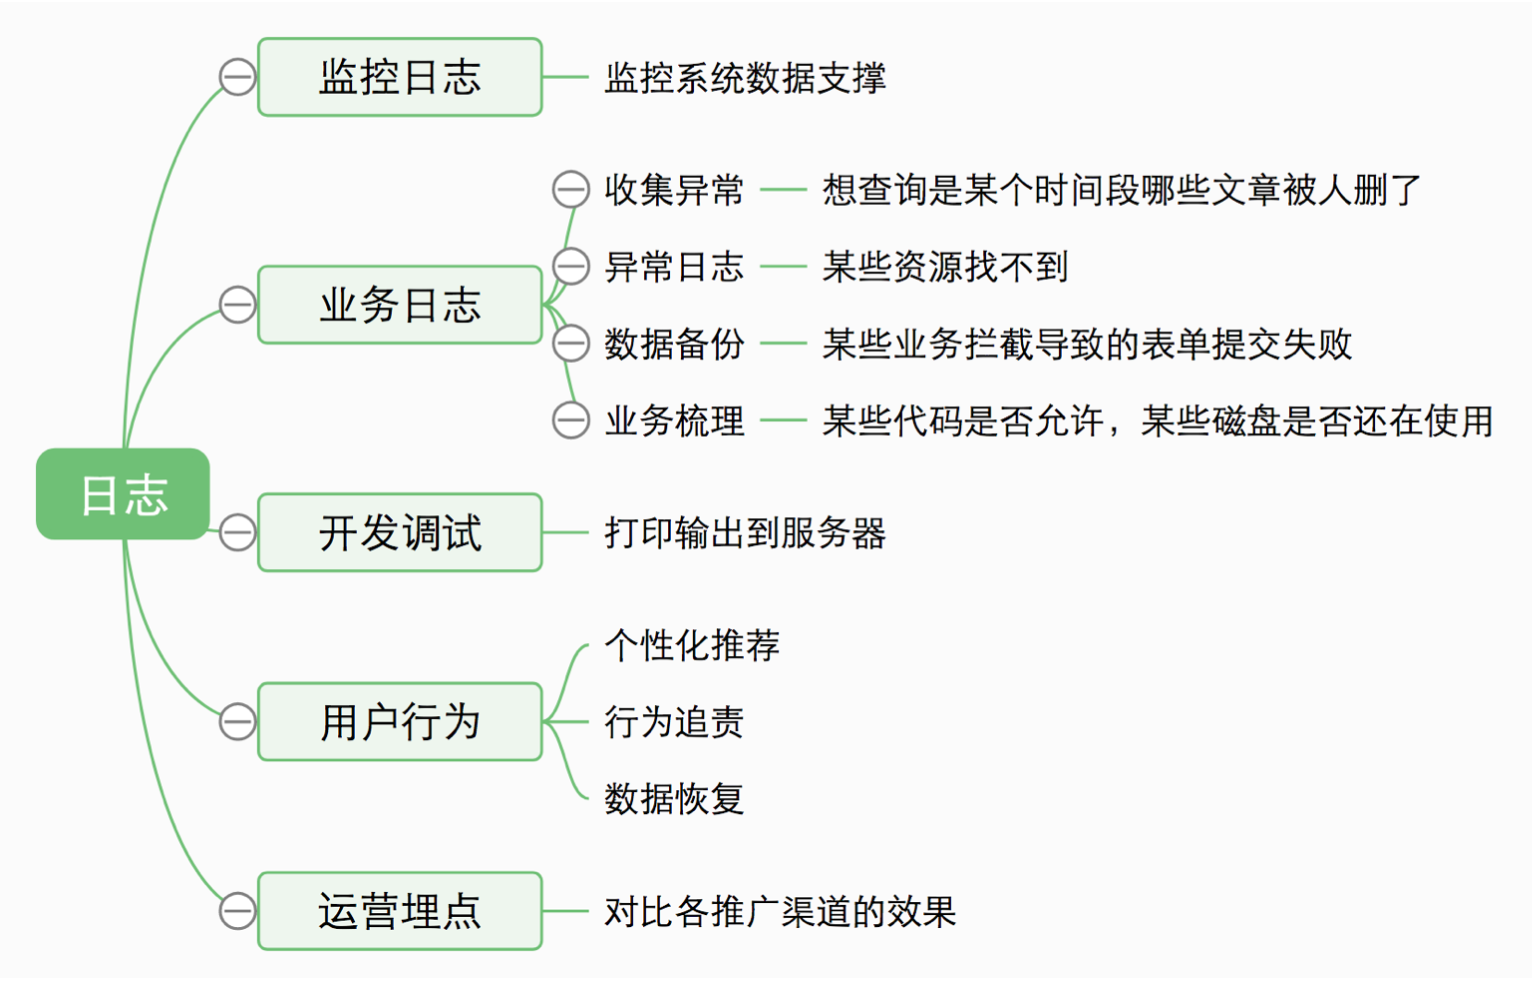 监控日志
监控系统数据支撑
收集异常
想查询是某个时间段哪些文章被人删了
异常日志
某些资源找不到
业务日志
数据备份
某些业务拦截导致的表单提交失败
业务梳理
某些代码是否允许，某些磁盘是否还在使用
日志
开发调试
打印输出到服务器
个性化推荐
用户行为
行为追责
数据恢复
运营埋点
对比各推广渠道的效果